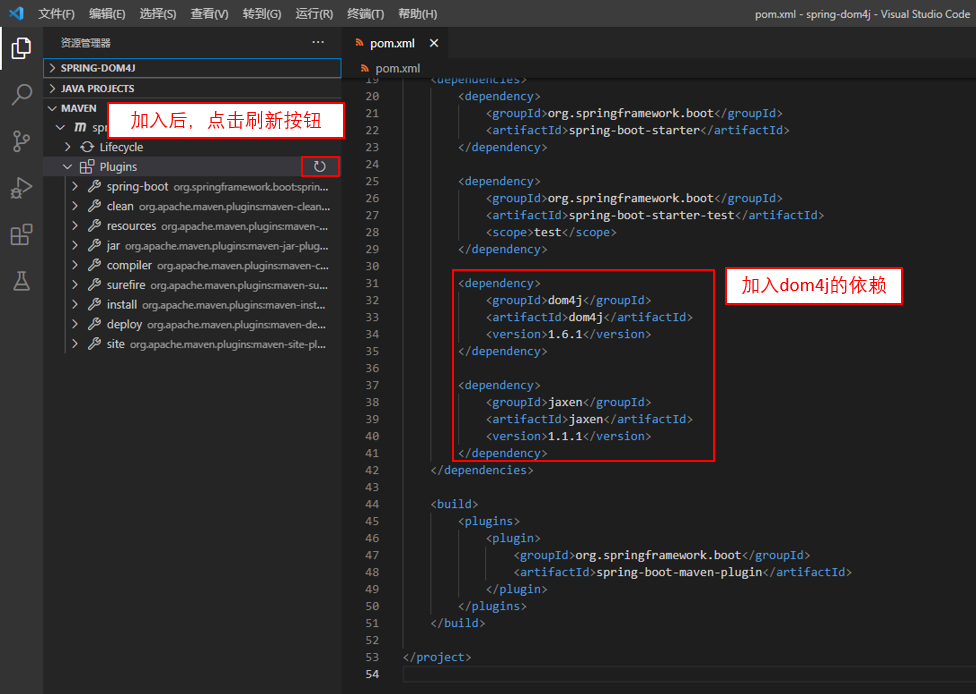 文件(F) 编辑(E) 选择(S) 查看(V) 转到(G) 运行(R) 终端(T) 帮助(H) pom.xml - spring-dom4j - Visual Studio Code
资源管理器 ···
SPRING-DOM4J
JAVA PROJECTS
MAVEN
加入后，点击刷新按钮
m spr
Lifecycle
Plugins
spring-boot org.springframework.boot:sprin...
clean org.apache.maven.plugins:maven-clean...
resources org.apache.maven.plugins:maven-...
jar org.apache.maven.plugins:maven-jar-plug...
compiler org.apache.maven.plugins:maven-c...
surefire org.apache.maven.plugins:maven-su...
install org.apache.maven.plugins:maven-inst...
deploy org.apache.maven.plugins:maven-de...
site org.apache.maven.plugins:maven-site-pl...
pom.xml
pom.xml
19 <dependencies>
20 <dependency>
21 <groupId>org.springframework.boot</groupId>
22 <artifactId>spring-boot-starter</artifactId>
23 </dependency>
24
25 <dependency>
26 <groupId>org.springframework.boot</groupId>
27 <artifactId>spring-boot-starter-test</artifactId>
28 <scope>test</scope>
29 </dependency>
30
31 <dependency>
32 <groupId>dom4j</groupId>
33 <artifactId>dom4j</artifactId>
34 <version>1.6.1</version>
35 </dependency>
36
37 <dependency>
38 <groupId>jaxen</groupId>
39 <artifactId>jaxen</artifactId>
40 <version>1.1.1</version>
41 </dependency>
42 </dependencies>
43
44 <build>
45 <plugins>
46 <plugin>
47 <groupId>org.springframework.boot</groupId>
48 <artifactId>spring-boot-maven-plugin</artifactId>
49 </plugin>
50 </plugins>
51 </build>
52
53 </project>
54
加入dom4j的依赖